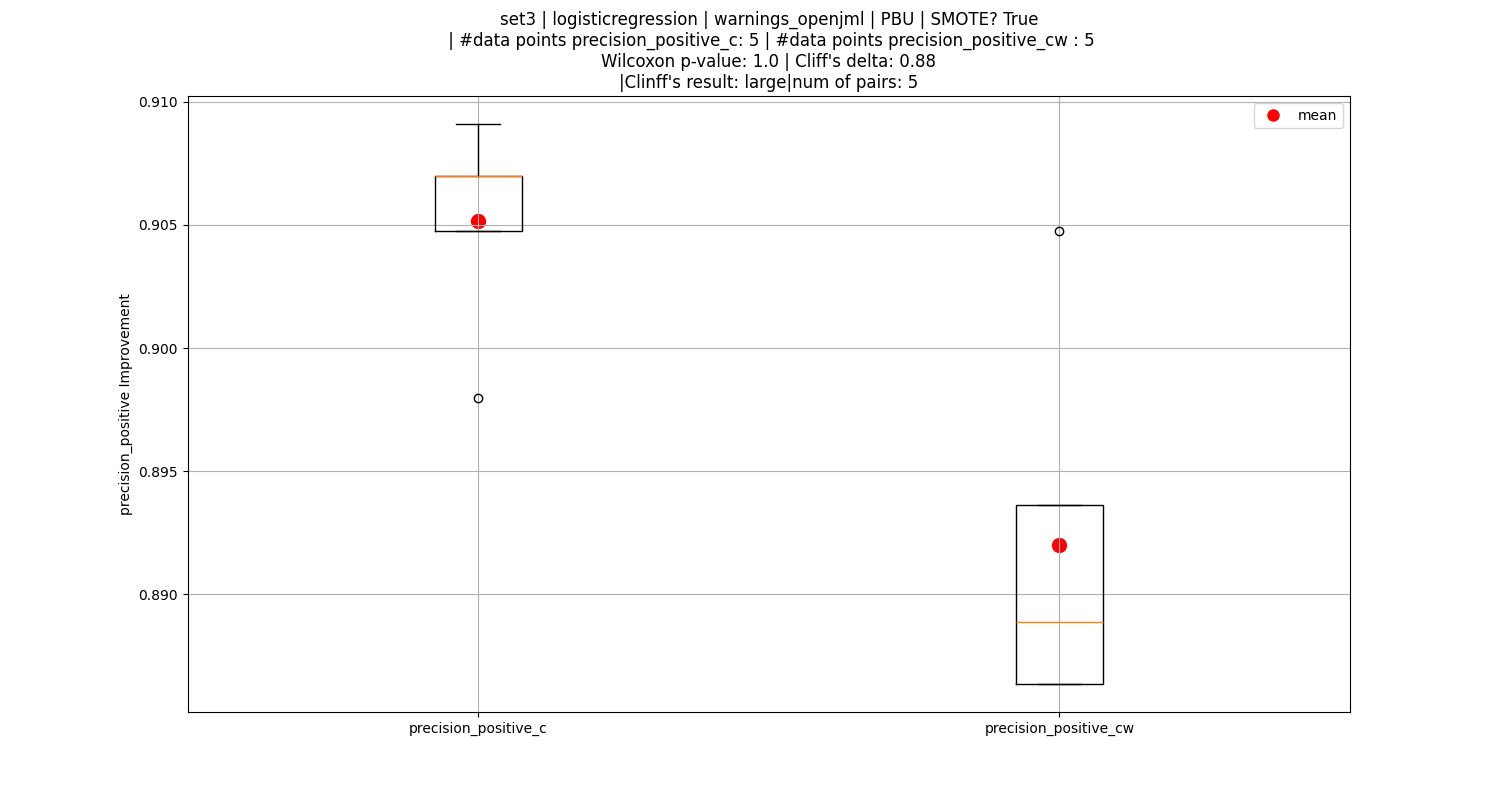 set3 | logisticregression | warnings_openjml | PBU | SMOTE? True
| #data points precision_positive_c: 5 | #data points precision_positive_cw : 5
Wilcoxon p-value: 1.0 | Cliff's delta: 0.88
|Clinff's result: large|num of pairs: 5
mean
precision_positive Improvement
0.910
0.905
0.900
0.895
0.890
precision_positive_c
precision_positive_cw